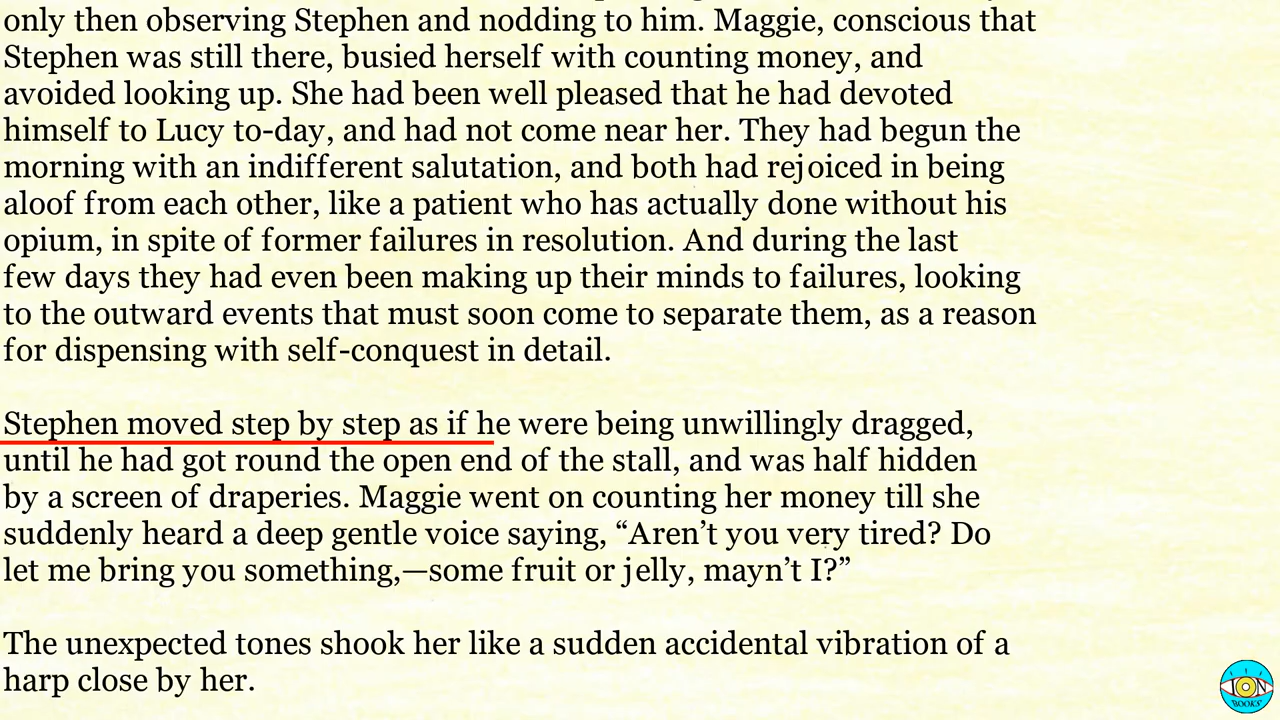 only then observing Stephen and nodding to him. Maggie, conscious that
Stephen was still there, busied herself with counting money, and
avoided looking up. She had been well pleased that he had devoted
himself to Lucy to-day, and had not come near her. They had begun the
morning with an indifferent salutation, and both had rejoiced in being
aloof from each other, like a patient who has actually done without his
opium, in spite of former failures in resolution. And during the last
few days they had even been making up their minds to failures, looking
to the outward events that must soon come to separate them, as a reason
for dispensing with self-conquest in detail.
Stephen moved step by step as if he were being unwillingly dragged,
until he had got round the open end of the stall, and was half hidden
by a screen of draperies. Maggie went on counting her money till she
suddenly heard a deep gentle voice saying, “Aren’t you very tired? Do
let me bring you something,—some fruit or jelly, mayn’t I?”
The unexpected tones shook her like a sudden accidental vibration of a
harp close by her.
ION
BOOKS